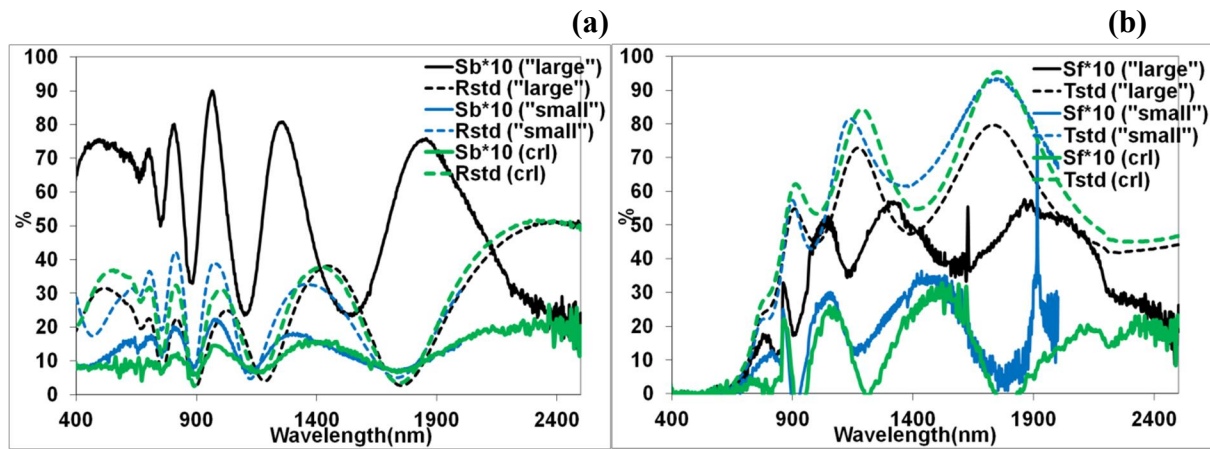 (a)
100
90
80
70
60
50
40
30
20
10
0
%
400 900 1400 1900 2400
Wavelength(nm)
Sb*10 ("large")
Rstd ("large")
Sb*10 ("small")
Rstd ("small")
Sb*10 (crl)
Rstd (crl)
(b)
100
90
80
70
60
50
40
30
20
10
0
%
400 900 1400 1900 2400
Wavelength(nm)
Sf*10 ("large")
Tstd ("large")
Sf*10 ("small")
Tstd ("small")
Sf*10 (crl)
Tstd (crl)